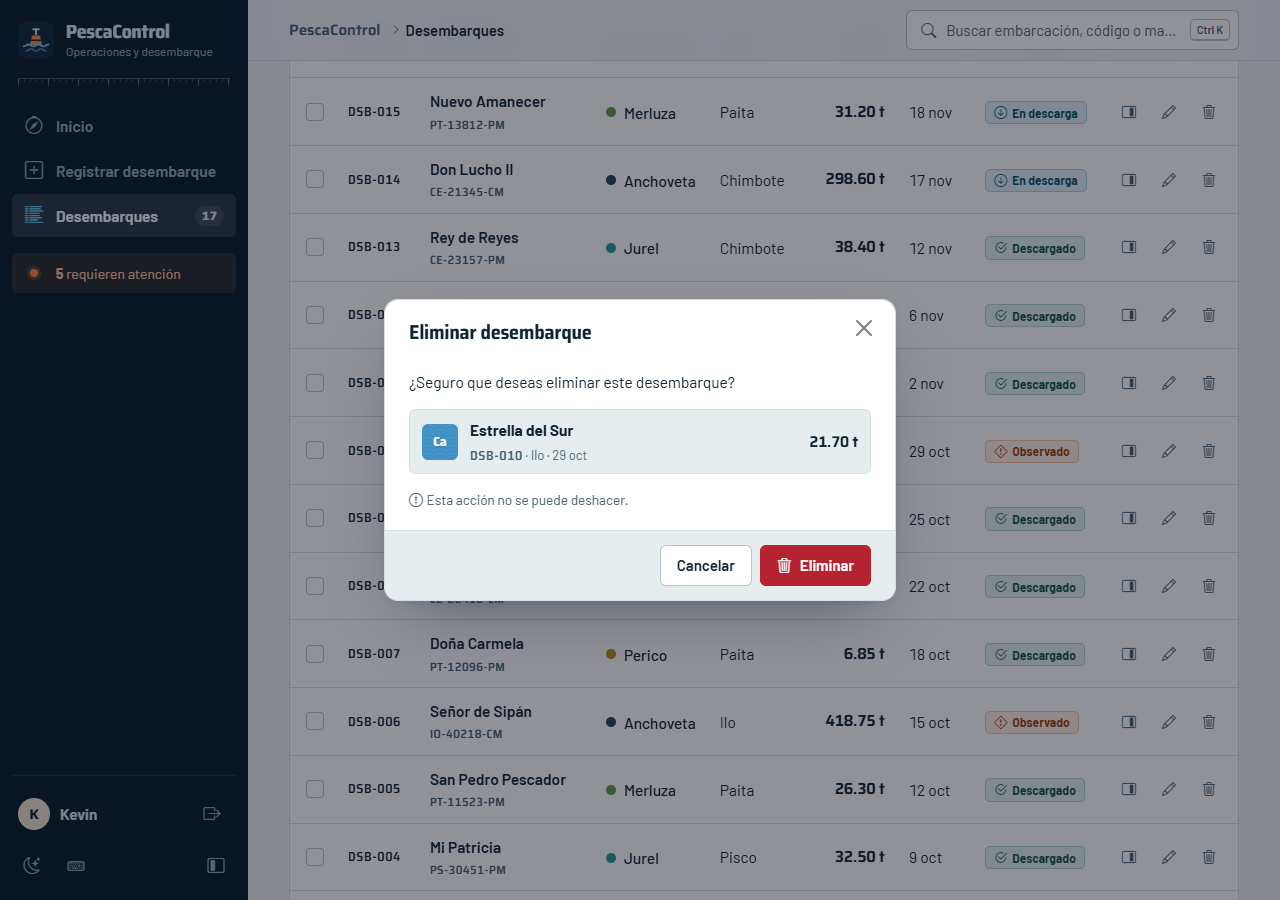 PescaControl
Operaciones y desembarque
Inicio
Registrar desembarque
Desembarques 17
5 requieren atención
Kevin
K
PescaControl > Desembarques
Buscar embarcación, código o ma... Ctrl K
DSB-015 Nuevo Amanecer PT-13812-PM Merluza Paita 31.20 t 18 nov En descarga
DSB-014 Don Lucho II CE-21345-CM Anchoveta Chimbote 298.60 t 17 nov En descarga
DSB-013 Rey de Reyes CE-23157-PM Jurel Chimbote 38.40 t 12 nov Descargado
6 nov Descargado
2 nov Descargado
29 oct Observado
25 oct Descargado
22 oct Descargado
Eliminar desembarque
¿Seguro que deseas eliminar este desembarque?
Ca
Estrella del Sur
DSB-010 · Ilo · 29 oct
21.70 t
Esta acción no se puede deshacer.
Cancelar
Eliminar
DSB-007 Doña Carmela PT-12096-PM Perico Paita 6.85 t 18 oct Descargado
DSB-006 Señor de Sipán IO-40218-CM Anchoveta Ilo 418.75 t 15 oct Observado
DSB-005 San Pedro Pescador PT-11523-PM Merluza Paita 26.30 t 12 oct Descargado
DSB-004 Mi Patricia PS-30451-PM Jurel Pisco 32.50 t 9 oct Descargado